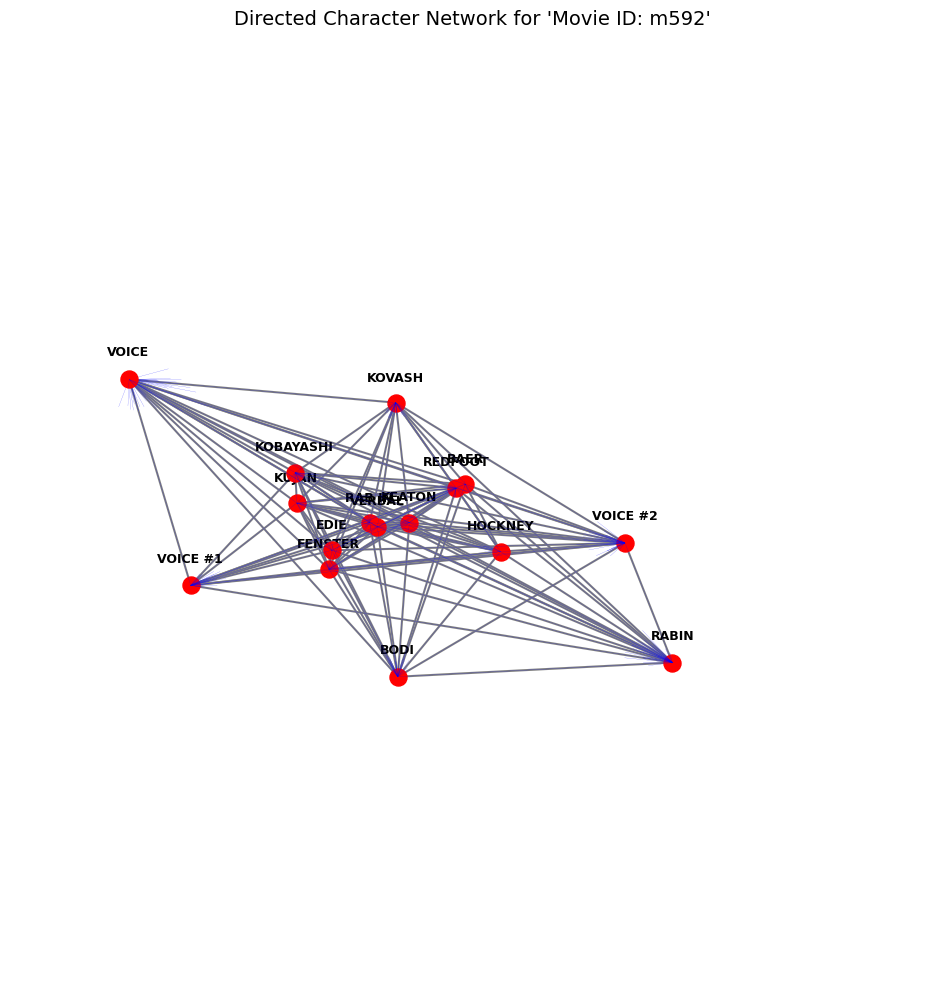 Directed Character Network for 'Movie ID: m592'
VOICE
KOVASH
KOBAYASHI
BAER
REDFOOT
KUJAN
KEATON
VERBAL
VOICE #2
EDIE
HOCKNEY
FENSTER
VOICE #1
RABIN
BODI